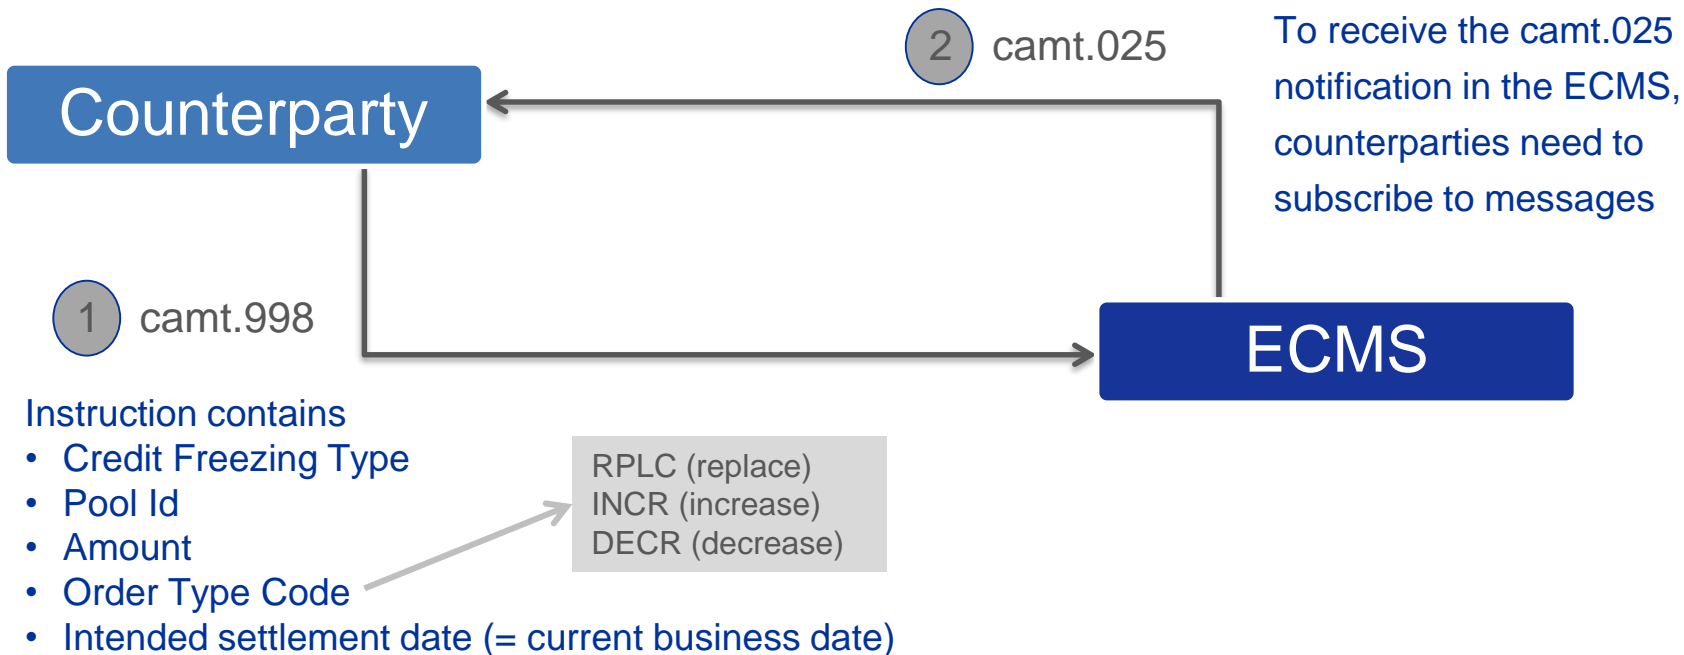 2 camt.025
To receive the camt.025
notification in the ECMS,
counterparties need to
subscribe to messages
Counterparty
1 camt.998
ECMS
Instruction contains
• Credit Freezing Type
• Pool Id
• Amount
• Order Type Code
• Intended settlement date (= current business date)
RPLC (replace)
INCR (increase)
DECR (decrease)